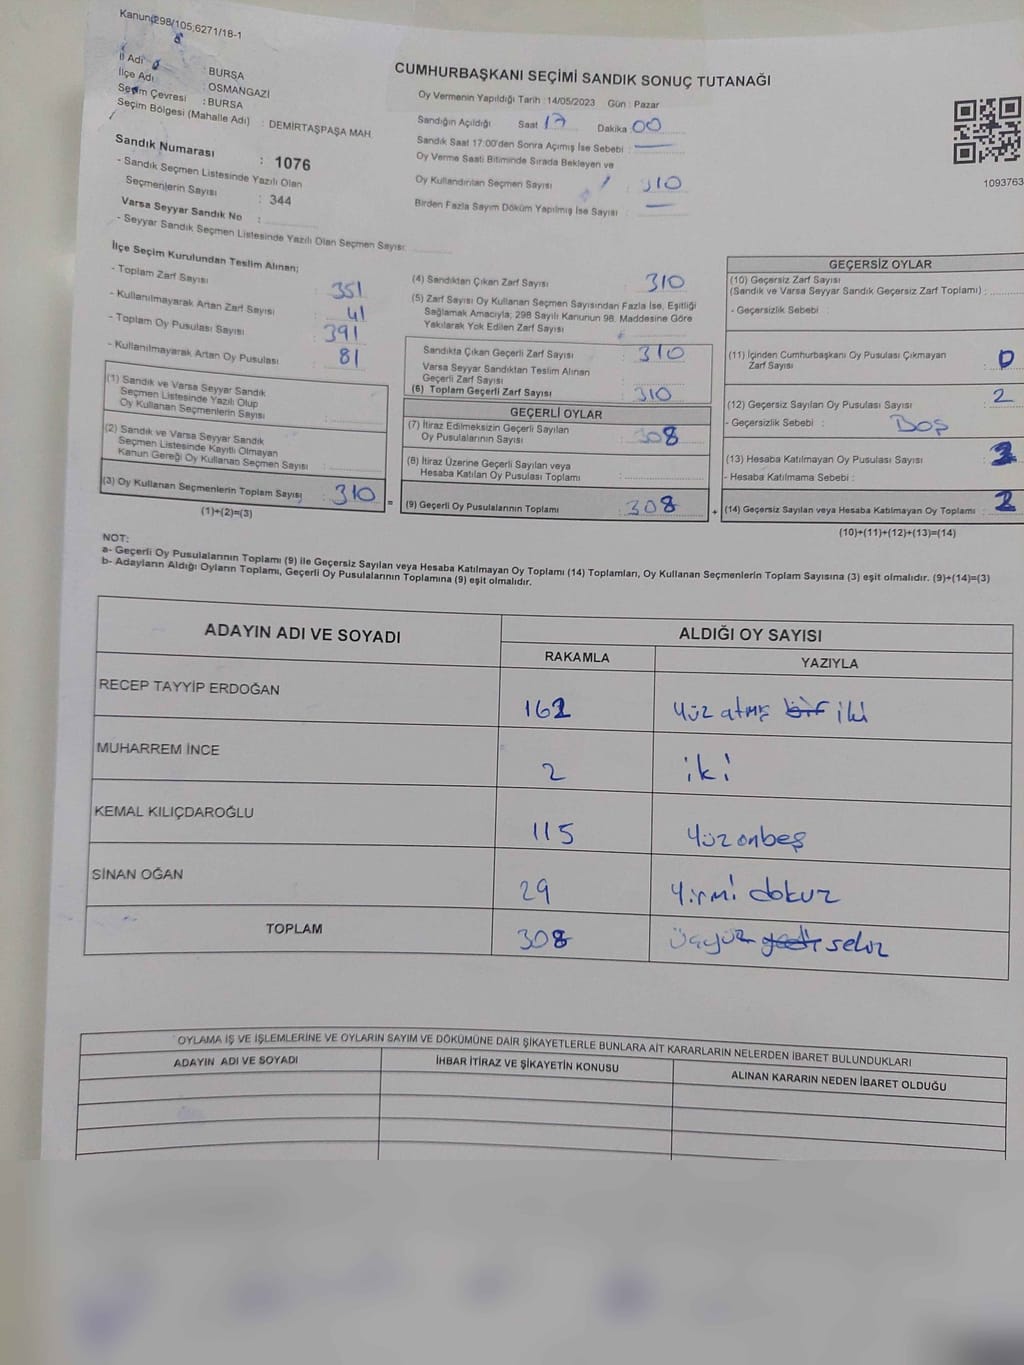 Kanun:298/105;6271/18-1
İl Adı : BURSA
İlçe Adı : OSMANGAZİ
Seçim Çevresi : BURSA
Seçim Bölgesi (Mahalle Adı) : DEMİRTAŞPAŞA MAH.
Sandık Numarası : 1076
- Sandık Seçmen Listesinde Yazılı Olan
Seçmenlerin Sayısı : 344
Varsa Seyyar Sandık No :
- Seyyar Sandık Seçmen Listesinde Yazılı Olan Seçmen Sayısı:
CUMHURBAŞKANI SEÇİMİ SANDIK SONUÇ TUTANAĞI
Oy Vermenin Yapıldığı Tarih : 14/05/2023 Gün : Pazar
Sandığın Açıldığı Saat 17 Dakika 00
Sandık Saat 17:00'den Sonra Açımış İse Sebebi : —
Oy Verme Saati Bitiminde Sırada Bekleyen ve
Oy Kullandırılan Seçmen Sayısı : 310
Birden Fazla Sayım Döküm Yapılmış İse Sayısı : —
1093763
İlçe Seçim Kurulundan Teslim Alınan;
- Toplam Zarf Sayısı : 351
- Kullanılmayarak Artan Zarf Sayısı : 41
- Toplam Oy Pusulası Sayısı : 391
- Kullanılmayarak Artan Oy Pusulası : 81
(1) Sandık ve Varsa Seyyar Sandık
Seçmen Listesinde Yazılı Olup
Oy Kullanan Seçmenlerin Sayısı :
(2) Sandık ve Varsa Seyyar Sandık
Seçmen Listesinde Kayıtlı Olmayan
Kanun Gereği Oy Kullanan Seçmen Sayısı :
(3) Oy Kullanan Seçmenlerin Toplam Sayısı : 310 =
(1)+(2)=(3)
(4) Sandıktan Çıkan Zarf Sayısı : 310
(5) Zarf Sayısı Oy Kullanan Seçmen Sayısından Fazla İse, Eşitliği
Sağlamak Amacıyla, 298 Sayılı Kanunun 98. Maddesine Göre
Yakılarak Yok Edilen Zarf Sayısı :
Sandıkta Çıkan Geçerli Zarf Sayısı : 310
Varsa Seyyar Sandıktan Teslim Alınan
Geçerli Zarf Sayısı :
(6) Toplam Geçerli Zarf Sayısı : 310
GEÇERLİ OYLAR
(7) İtiraz Edilmeksizin Geçerli Sayılan
Oy Pusulalarının Sayısı : 308
(8) İtiraz Üzerine Geçerli Sayılan veya
Hesaba Katılan Oy Pusulası Toplamı :
(9) Geçerli Oy Pusulalarının Toplamı : 308 +
GEÇERSİZ OYLAR
(10) Geçersiz Zarf Sayısı
(Sandık ve Varsa Seyyar Sandık Geçersiz Zarf Toplamı) :
- Geçersizlik Sebebi :
(11) İçinden Cumhurbaşkanı Oy Pusulası Çıkmayan
Zarf Sayısı : 0
(12) Geçersiz Sayılan Oy Pusulası Sayısı : 2
- Geçersizlik Sebebi : Boş
(13) Hesaba Katılmayan Oy Pusulası Sayısı :
- Hesaba Katılmama Sebebi :
(14) Geçersiz Sayılan veya Hesaba Katılmayan Oy Toplamı : 2
(10)+(11)+(12)+(13)=(14)
NOT:
a- Geçerli Oy Pusulalarının Toplamı (9) ile Geçersiz Sayılan veya Hesaba Katılmayan Oy Toplamı (14) Toplamları, Oy Kullanan Seçmenlerin Toplam Sayısına (3) eşit olmalıdır. (9)+(14)=(3)
b- Adayların Aldığı Oyların Toplamı, Geçerli Oy Pusulalarının Toplamına (9) eşit olmalıdır.
ADAYIN ADI VE SOYADI ALDIĞI OY SAYISI
RAKAMLA YAZIYLA
RECEP TAYYİP ERDOĞAN 162 Yüz atmış bir iki
MUHARREM İNCE 2 iki
KEMAL KILIÇDAROĞLU 115 Yüz onbeş
SİNAN OĞAN 29 Yirmi dokuz
TOPLAM 308 üçyüz yedi sekiz
OYLAMA İŞ VE İŞLEMLERİNE VE OYLARIN SAYIM VE DÖKÜMÜNE DAİR ŞİKAYETLERLE BUNLARA AİT KARARLARIN NELERDEN İBARET BULUNDUKLARI
ADAYIN ADI VE SOYADI İHBAR İTİRAZ VE ŞİKAYETİN KONUSU ALINAN KARARIN NEDEN İBARET OLDUĞU